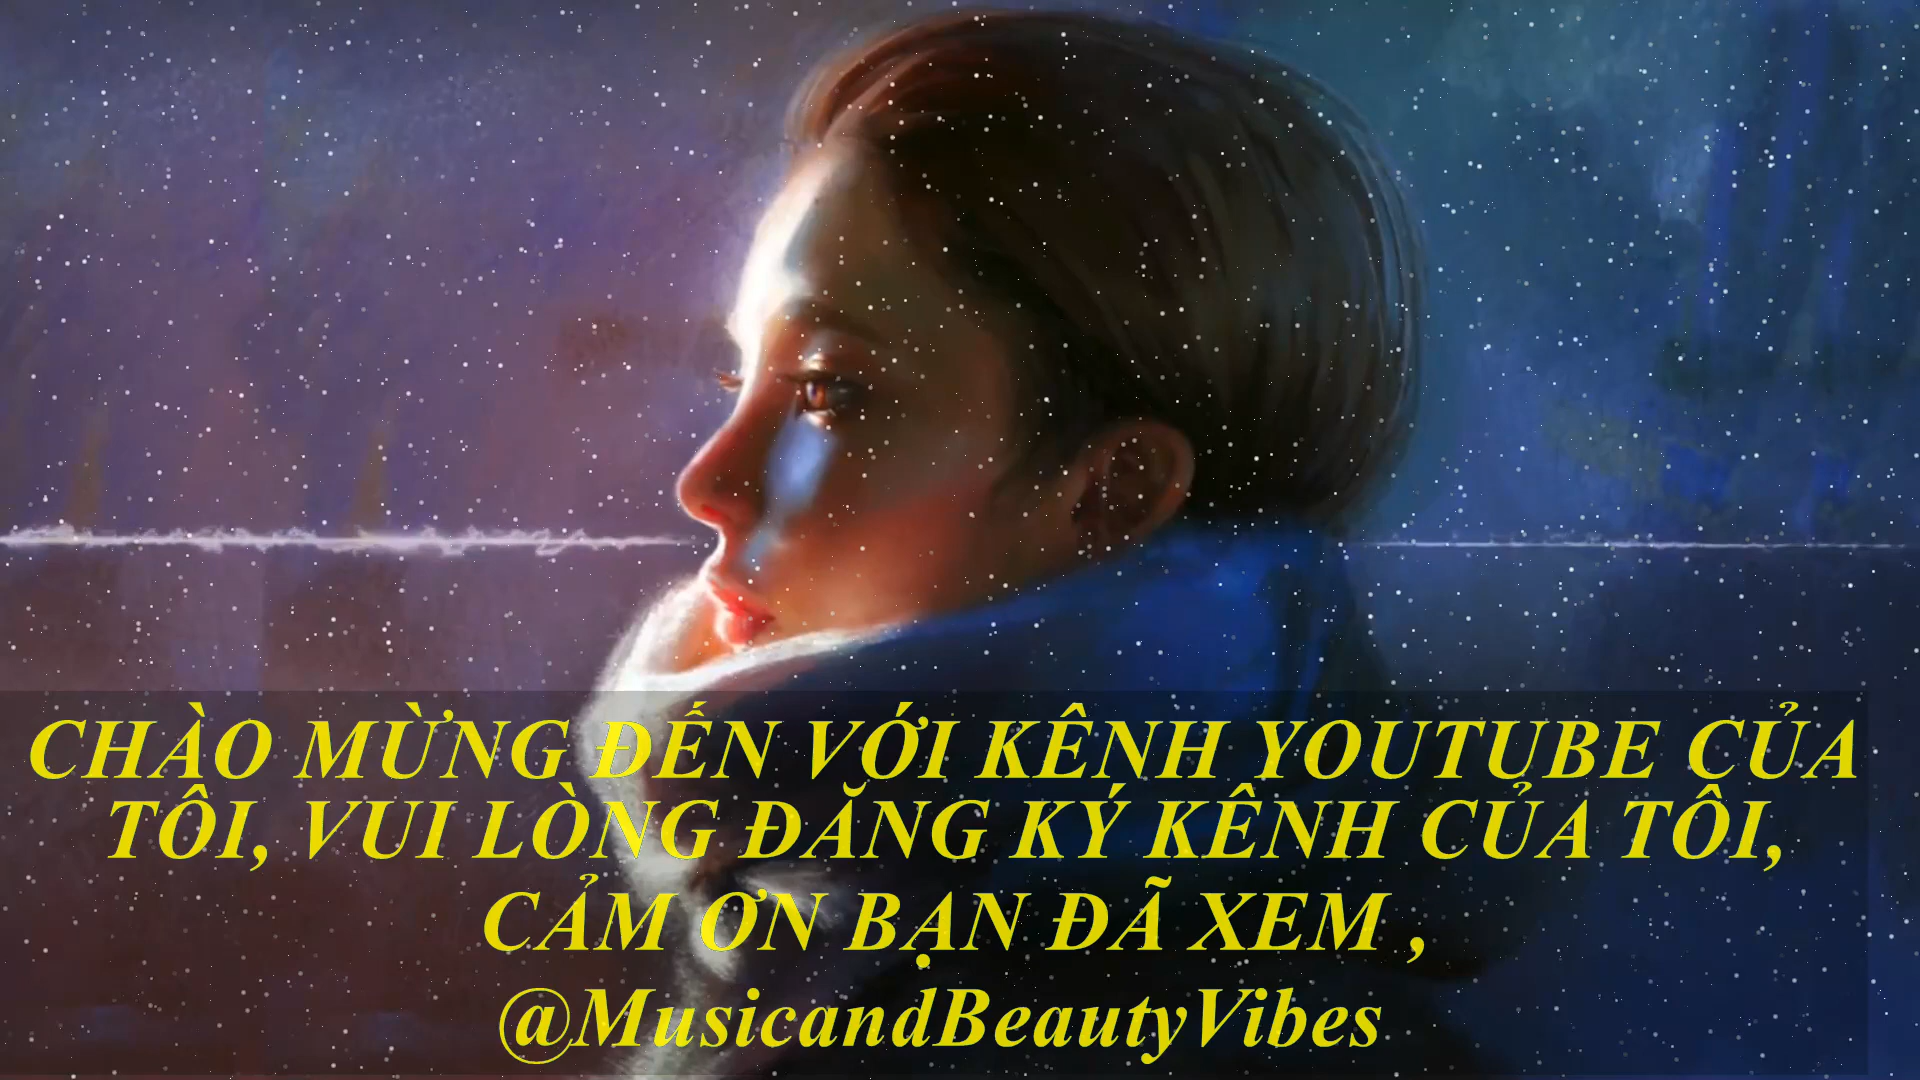 CHÀO MỪNG ĐẾN VỚI KÊNH YOUTUBE CỦA
TÔI, VUI LÒNG ĐĂNG KÝ KÊNH CỦA TÔI,
CẢM ƠN BẠN ĐÃ XEM ,
@MusicandBeautyVibes